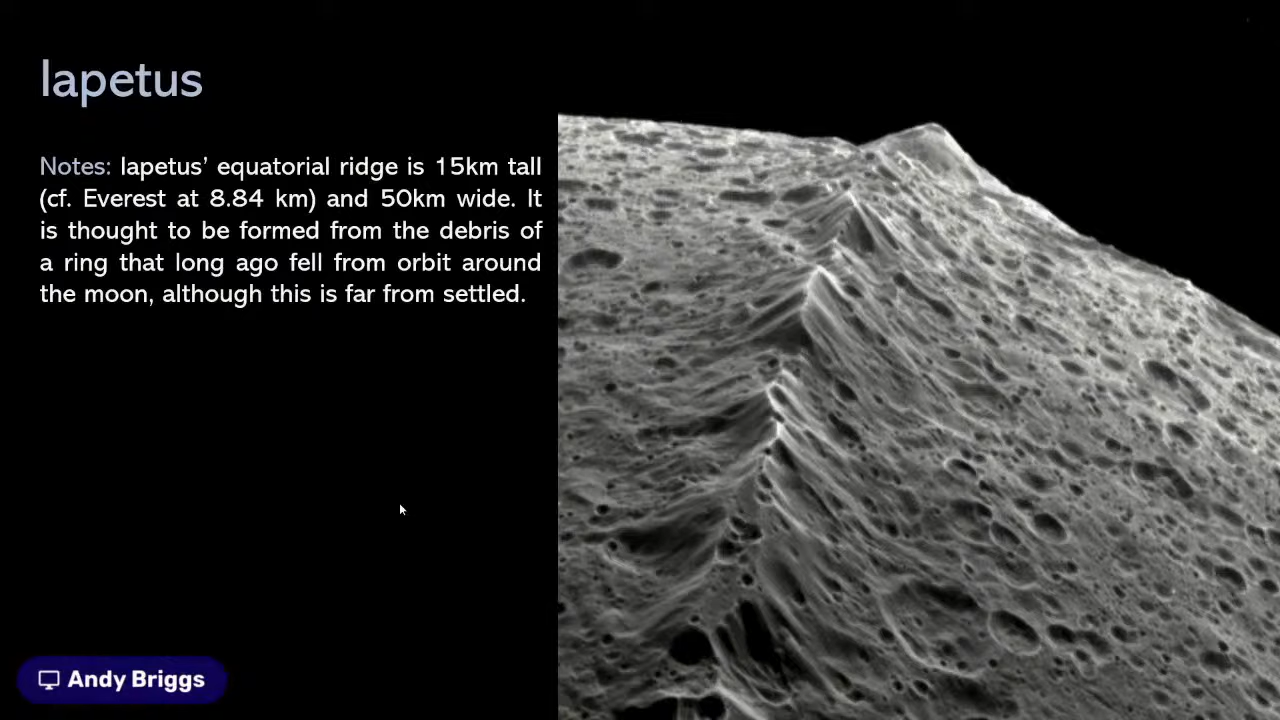 Iapetus
Notes: Iapetus’ equatorial ridge is 15km tall
(cf. Everest at 8.84 km) and 50km wide. It
is thought to be formed from the debris of
a ring that long ago fell from orbit around
the moon, although this is far from settled.
Andy Briggs